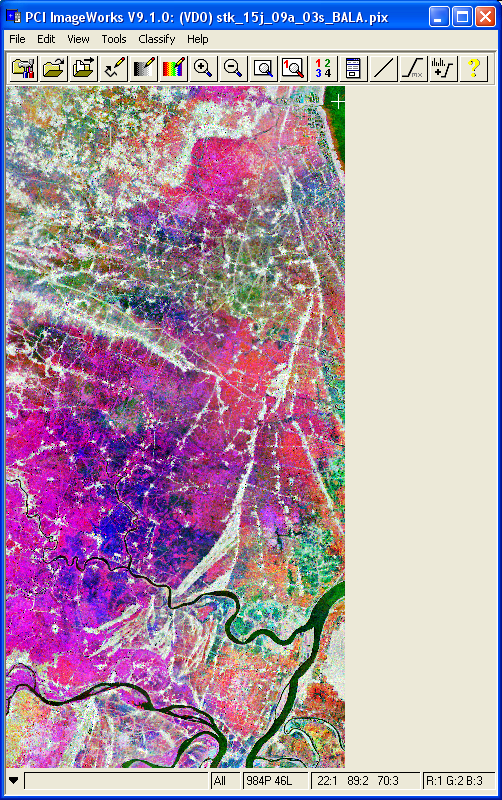 PCI ImageWorks V9.1.0: (VDO) stk_15j_09a_03s_BALA.pix
File Edit View Tools Classify Help
1 2
3 4
mx
?
All 984P 46L 22:1 89:2 70:3 R:1 G:2 B:3